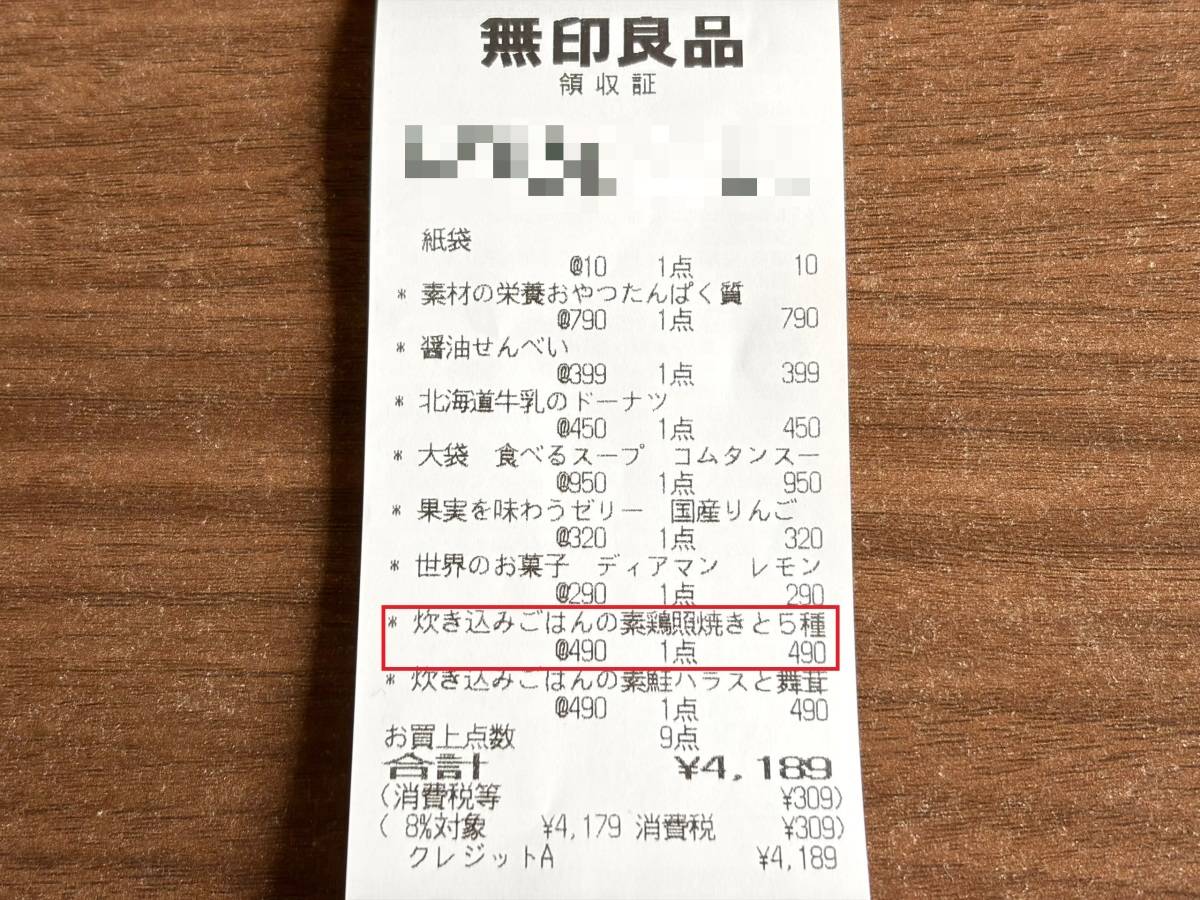 無印良品
領収証
紙袋
@10 1点 10
* 素材の栄養おやつたんぱく質
@790 1点 790
* 醤油せんべい
@399 1点 399
* 北海道牛乳のドーナツ
@450 1点 450
* 大袋 食べるスープ コムタンスー
@950 1点 950
* 果実を味わうゼリー 国産りんご
@320 1点 320
* 世界のお菓子 ディアマン レモン
@290 1点 290
* 炊き込みごはんの素鶏照焼きと5種
@490 1点 490
* 炊き込みごはんの素鮭ハラスと舞茸
@490 1点 490
お買上点数 9点
合計 ¥4,189
(消費税等 ¥309)
( 8%対象 ¥4,179 消費税 ¥309)
クレジットA ¥4,189